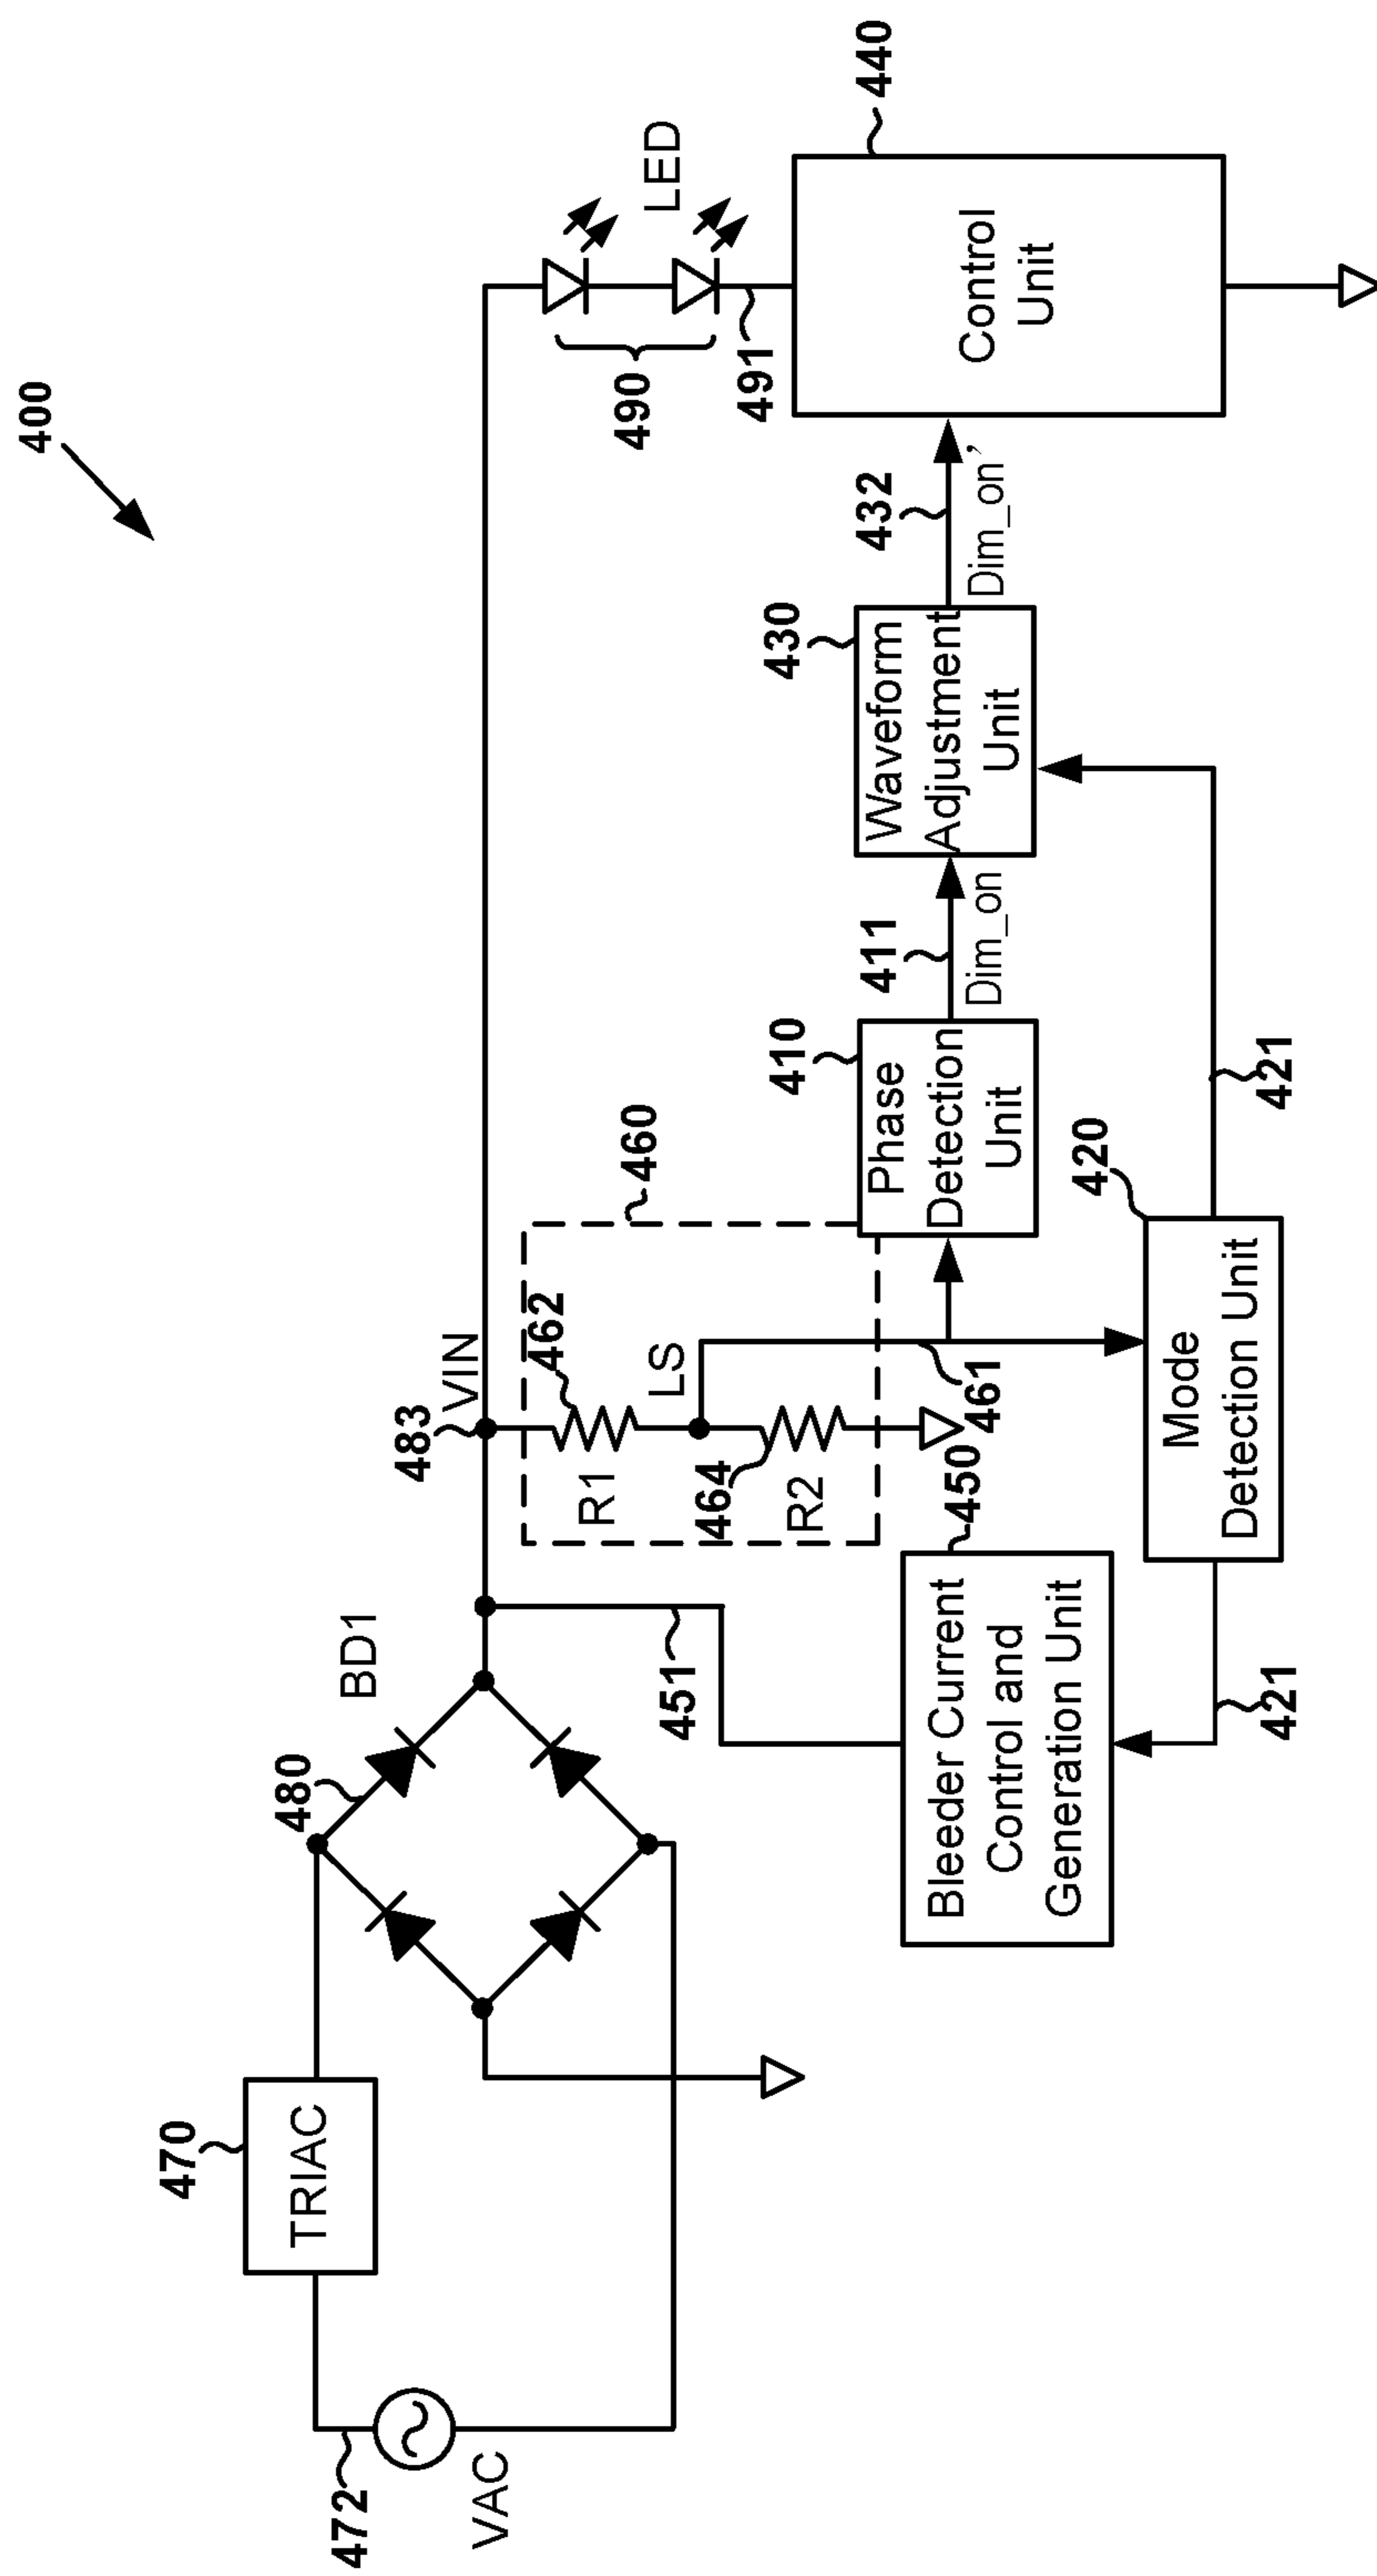 400
472
VAC
470
TRIAC
480
BD1
483
VIN
460
462
R1
LS
464
R2
461
451
450
Bleeder Current
Control and
Generation Unit
421
420
Mode
Detection Unit
421
410
Phase
Detection
Unit
411
Dim_on
430
Waveform
Adjustment
Unit
432
Dim_on’
LED
490
491
440
Control
Unit